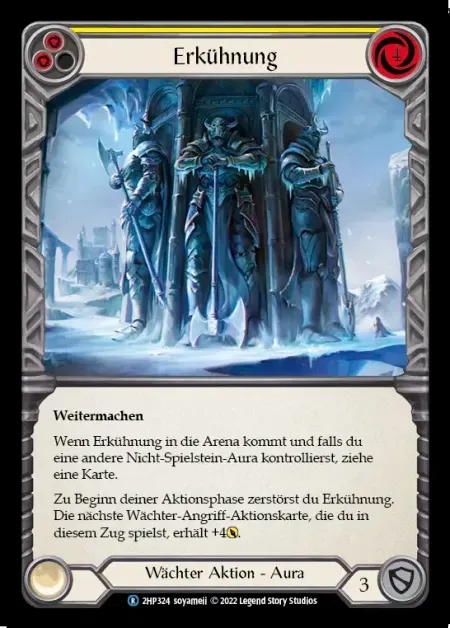 Erkühnung
4
Weitermachen
Wenn Erkühnung in die Arena kommt und falls du
eine andere Nicht-Spielstein-Aura kontrollierst, ziehe
eine Karte.
Zu Beginn deiner Aktionsphase zerstörst du Erkühnung.
Die nächste Wächter-Angriff-Aktionskarte, die du in
diesem Zug spielst, erhält +4.
Wächter Aktion - Aura
3
R 2HP324 soyameii © 2022 Legend Story Studios